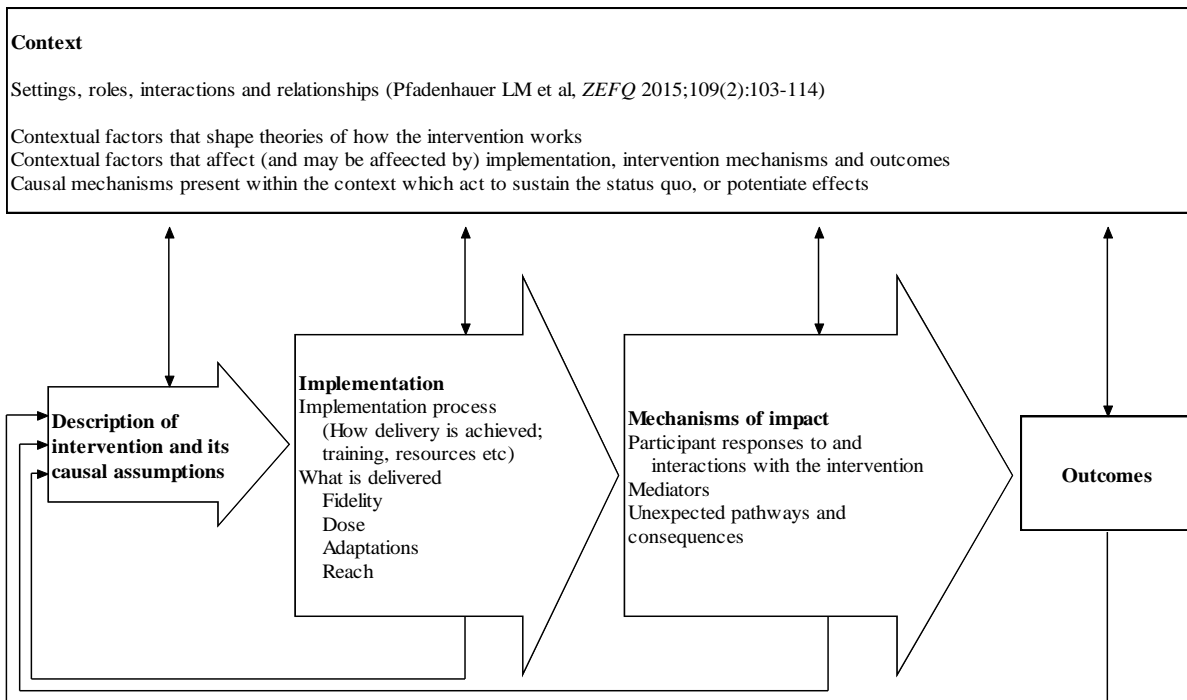 Context
Settings, roles, interactions and relationships (Pfadenhauer LM et al, ZEFQ 2015;109(2):103-114)
Contextual factors that shape theories of how the intervention works
Contextual factors that affect (and may be affeected by) implementation, intervention mechanisms and outcomes
Causal mechanisms present within the context which act to sustain the status quo, or potentiate effects
Description of
intervention and its
causal assumptions
Implementation
Implementation process
(How delivery is achieved;
training, resources etc)
What is delivered
Fidelity
Dose
Adaptations
Reach
Mechanisms of impact
Participant responses to and
interactions with the intervention
Mediators
Unexpected pathways and
consequences
Outcomes